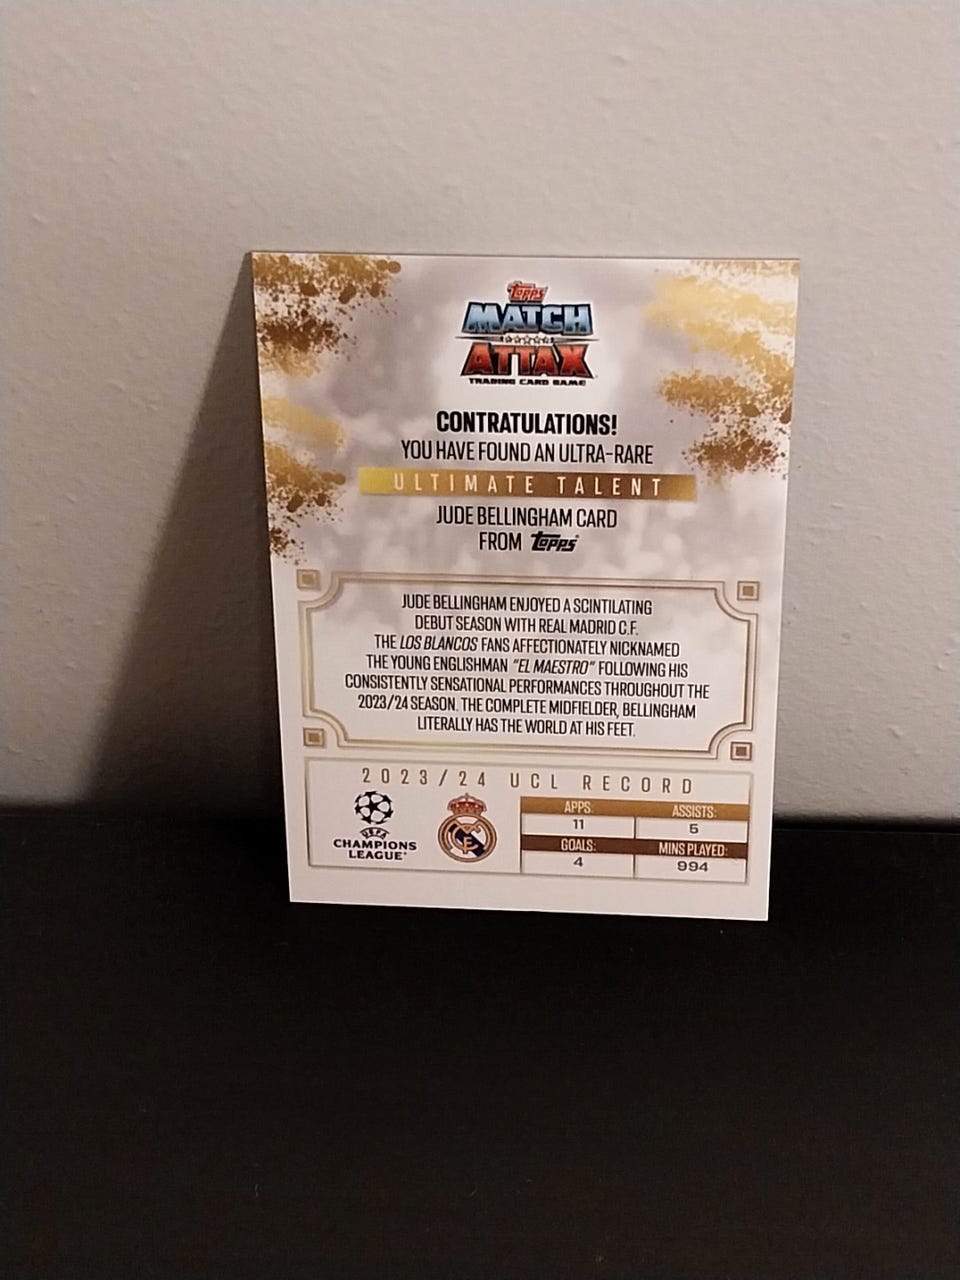 Topps
MATCH
ATTAX
TRADING CARD GAME
CONTRATULATIONS!
YOU HAVE FOUND AN ULTRA-RARE
ULTIMATE TALENT
JUDE BELLINGHAM CARD
FROM Topps
JUDE BELLINGHAM ENJOYED A SCINTILATING
DEBUT SEASON WITH REAL MADRID C.F.
THE LOS BLANCOS FANS AFFECTIONATELY NICKNAMED
THE YOUNG ENGLISHMAN "EL MAESTRO" FOLLOWING HIS
CONSISTENTLY SENSATIONAL PERFORMANCES THROUGHOUT THE
2023/24 SEASON. THE COMPLETE MIDFIELDER, BELLINGHAM
LITERALLY HAS THE WORLD AT HIS FEET.
2023/24 UCL RECORD
UEFA
CHAMPIONS
LEAGUE
APPS: ASSISTS:
11 5
GOALS: MINS PLAYED:
4 994